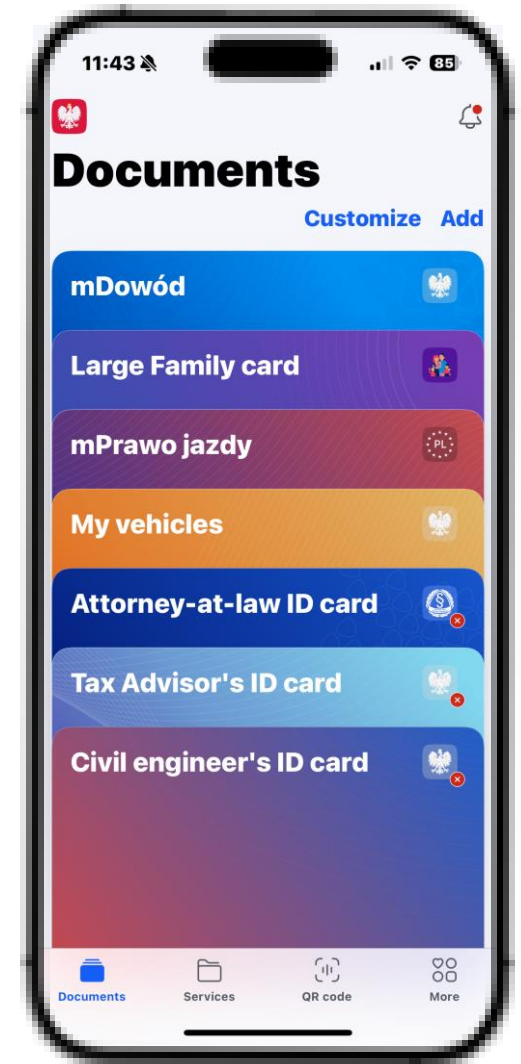 11:43
85
Documents
Customize Add
mDowód
Large Family card
mPrawo jazdy
PL
My vehicles
Attorney-at-law ID card
§
Tax Advisor's ID card
Civil engineer's ID card
Documents Services QR code More